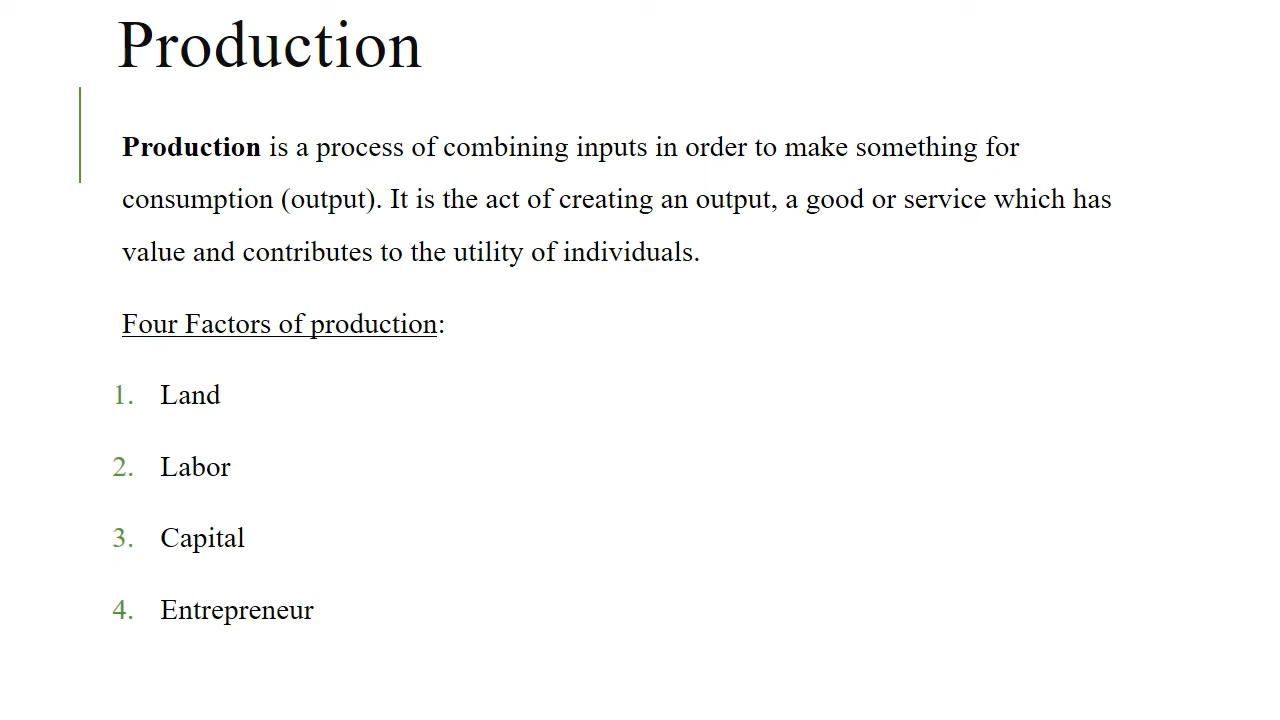 Production
Production is a process of combining inputs in order to make something for
consumption (output). It is the act of creating an output, a good or service which has
value and contributes to the utility of individuals.
Four Factors of production:
1. Land
2. Labor
3. Capital
4. Entrepreneur